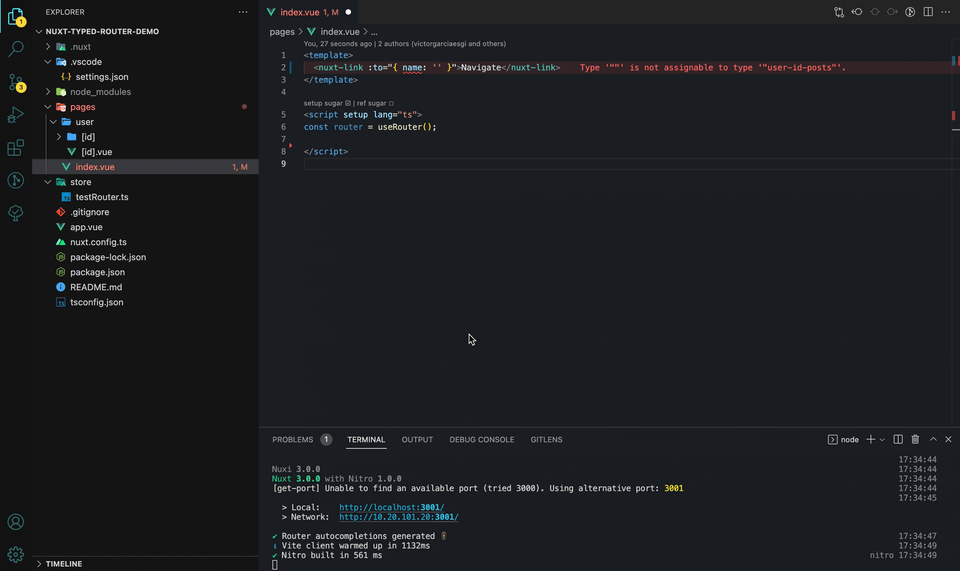 EXPLORER
NUXT-TYPED-ROUTER-DEMO
.nuxt
.vscode
settings.json
node_modules
pages
user
[id]
[id].vue
index.vue 1, M
store
testRouter.ts
.gitignore
app.vue
nuxt.config.ts
package-lock.json
package.json
README.md
tsconfig.json
TIMELINE
1
3
index.vue 1, M
pages > index.vue > ...
You, 27 seconds ago | 2 authors (victorgarciaesgi and others)
1 <template>
2 <nuxt-link :to="{ name: '' }">Navigate</nuxt-link> Type '""' is not assignable to type '"user-id-posts"'.
3 </template>
4
setup sugar ☑ | ref sugar ☐
5 <script setup lang="ts">
6 const router = useRouter();
7
8 </script>
9
PROBLEMS 1 TERMINAL OUTPUT DEBUG CONSOLE GITLENS node
17:34:44
Nuxi 3.0.0 17:34:44
Nuxt 3.0.0 with Nitro 1.0.0 17:34:44
[get-port] Unable to find an available port (tried 3000). Using alternative port: 3001 17:34:44
17:34:45
> Local: http://localhost:3001/
> Network: http://10.20.101.20:3001/
✔ Router autocompletions generated 🚦 17:34:47
ℹ Vite client warmed up in 1132ms 17:34:49
✔ Nitro built in 561 ms nitro 17:34:49